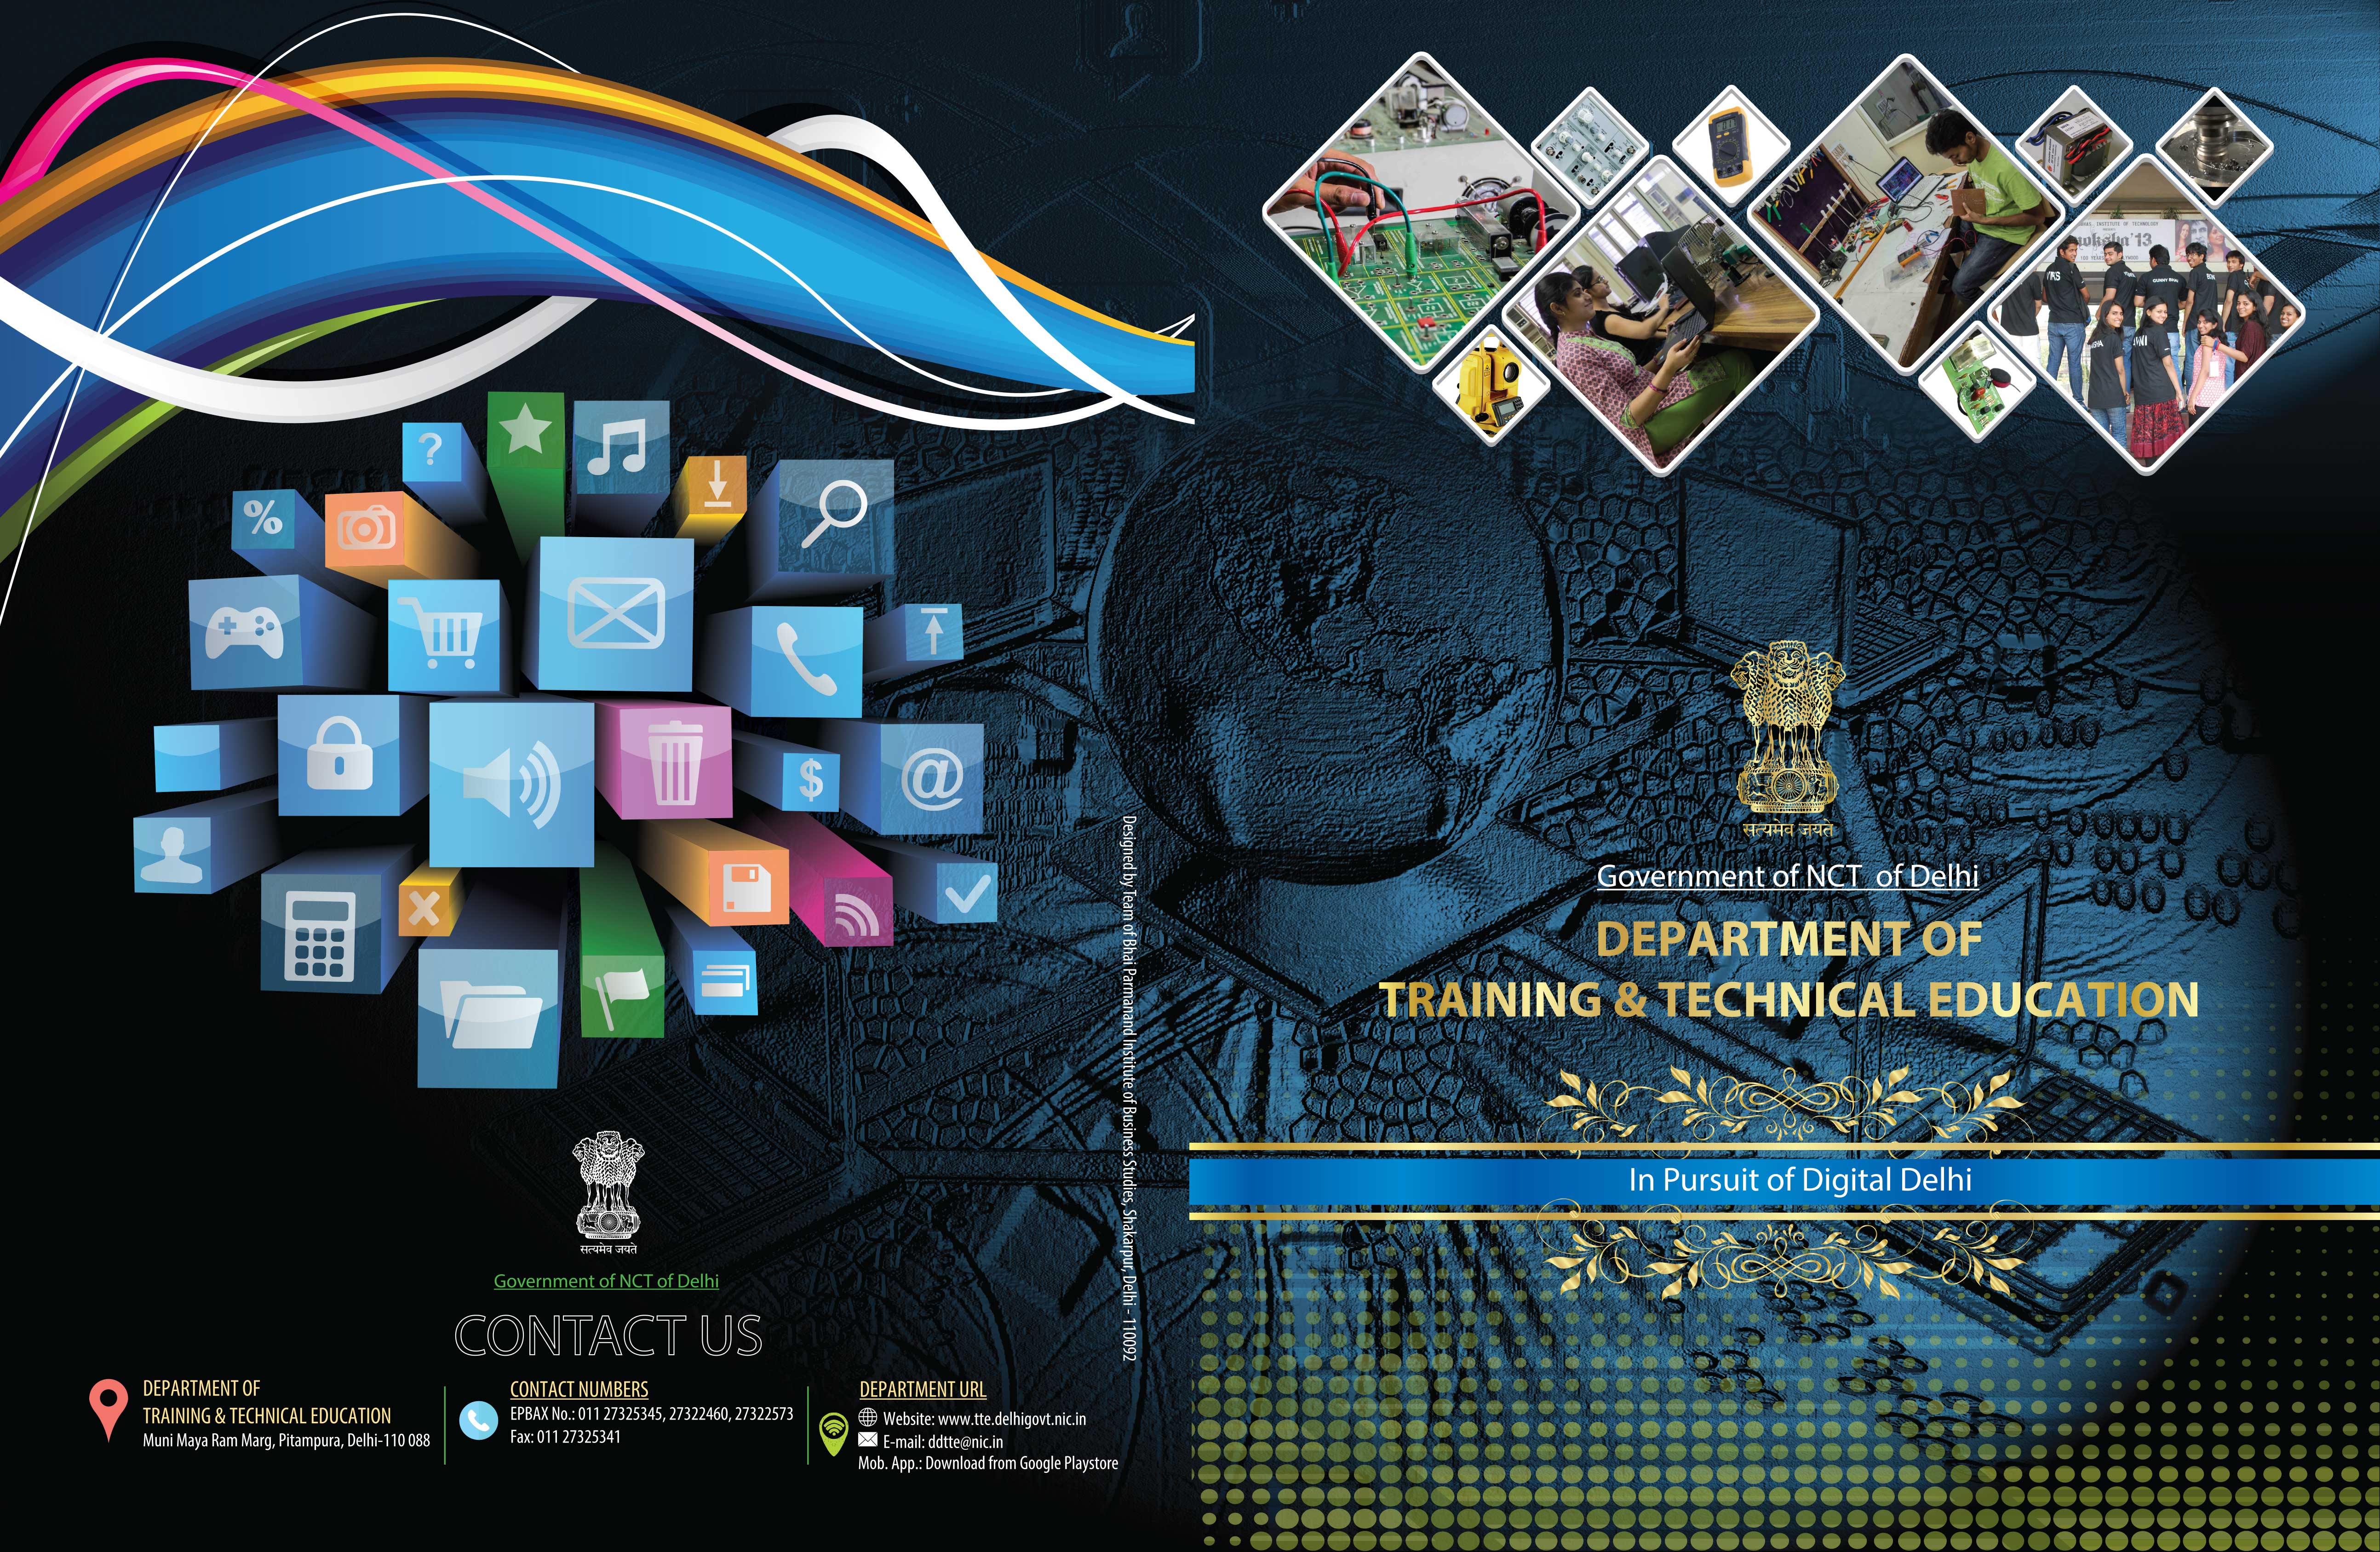 सत्यमेव जयते
Government of NCT of Delhi
CONTACT US
DEPARTMENT OF
TRAINING & TECHNICAL EDUCATION
Muni Maya Ram Marg, Pitampura, Delhi-110 088
CONTACT NUMBERS
EPBAX No.: 011 27325345, 27322460, 27322573
Fax: 011 27325341
DEPARTMENT URL
Website: www.tte.delhigovt.nic.in
E-mail: ddtte@nic.in
Mob. App.: Download from Google Playstore
Designed by Team of Bhai Parmanand Institute of Business Studies, Shakarpur, Delhi - 110092
INSTITUTE OF TECHNOLOGY
सत्यमेव जयते
Government of NCT of Delhi
DEPARTMENT OF
TRAINING & TECHNICAL EDUCATION
In Pursuit of Digital Delhi